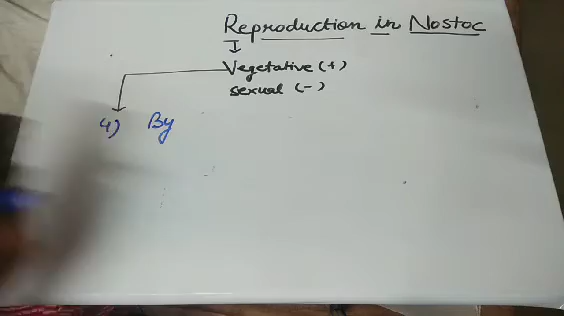 Reproduction in Nostoc
Vegetative (+)
sexual (-)
4) By